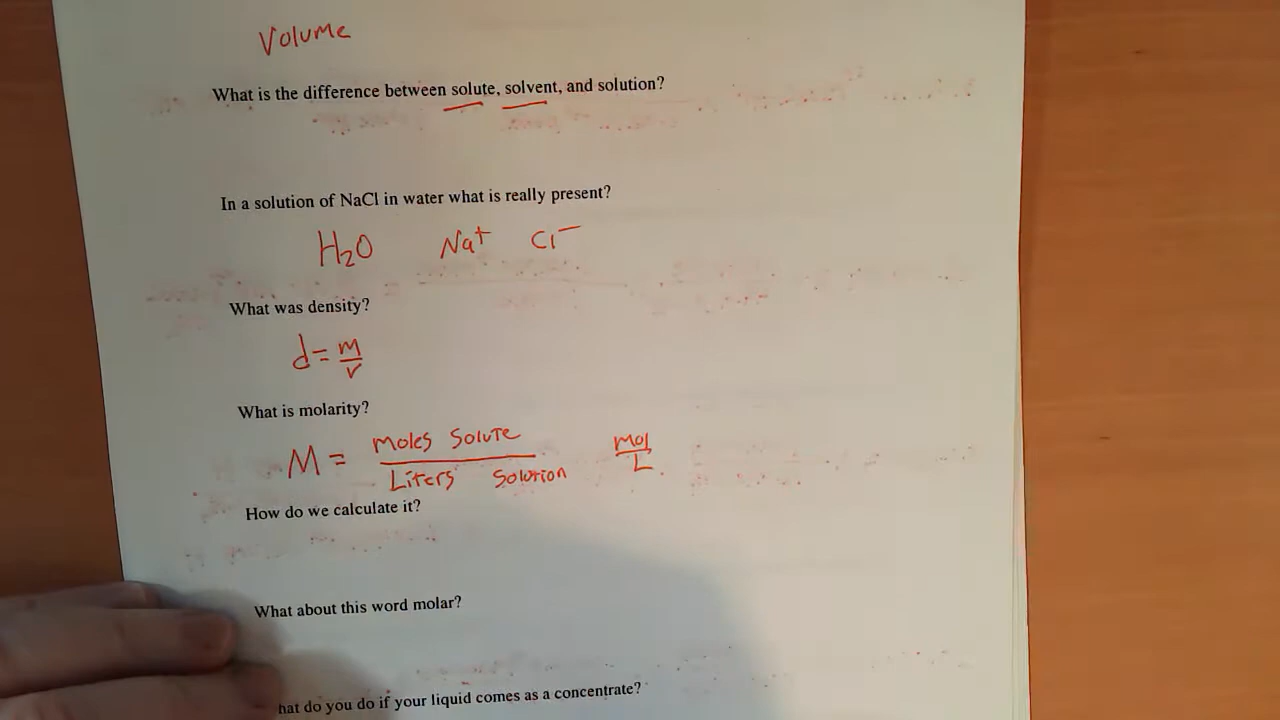 Volume
What is the difference between solute, solvent, and solution?
In a solution of NaCl in water what is really present?
H₂O Na⁺ Cl⁻
What was density?
d = m/v
What is molarity?
M = moles solute / Liters solution mol/L
How do we calculate it?
What about this word molar?
hat do you do if your liquid comes as a concentrate?